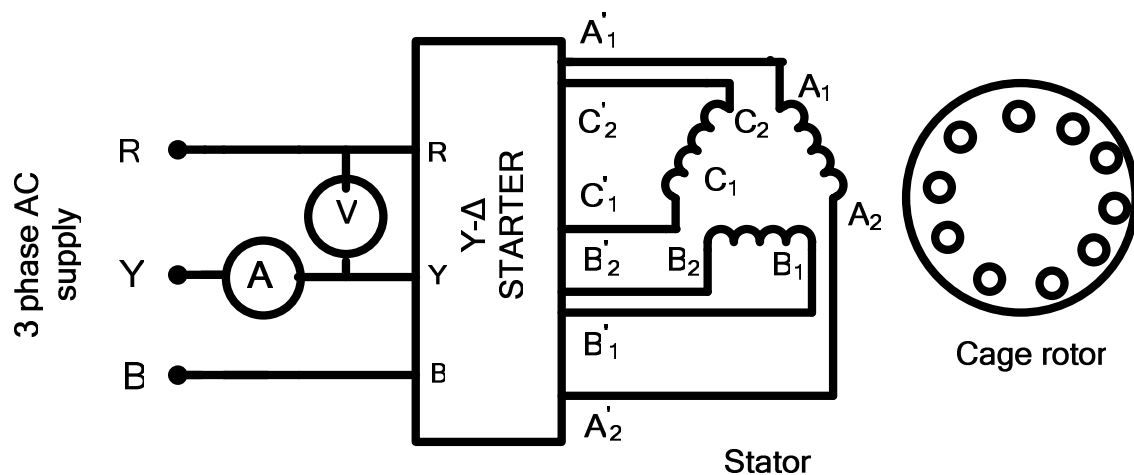 3 phase AC
supply
R
Y
B
V
A
R
Y
B
Y-Δ
STARTER
A'₁
C'₂
C'₁
B'₂
B'₁
A'₂
A₁
C₂
C₁
A₂
B₂
B₁
Stator
Cage rotor